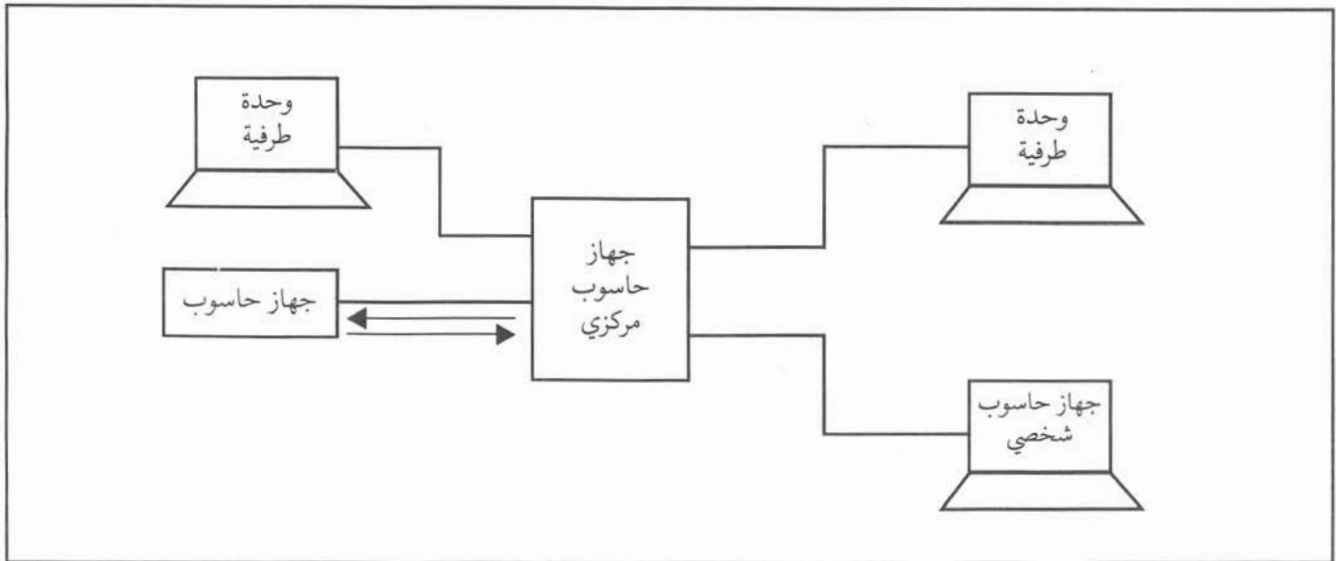 وحدة
طرفية
وحدة
طرفية
جهاز
حاسوب
مركزي
جهاز حاسوب
جهاز حاسوب
شخصي